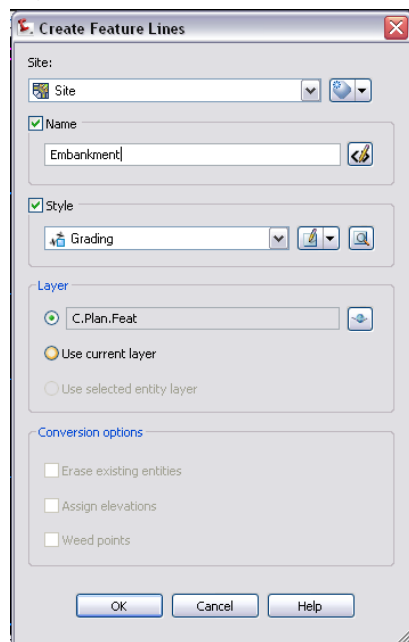 Create Feature Lines
Site:
Site
Name
Embankment
Style
Grading
Layer
C.Plan.Feat
Use current layer
Use selected entity layer
Conversion options
Erase existing entities
Assign elevations
Weed points
OK Cancel Help